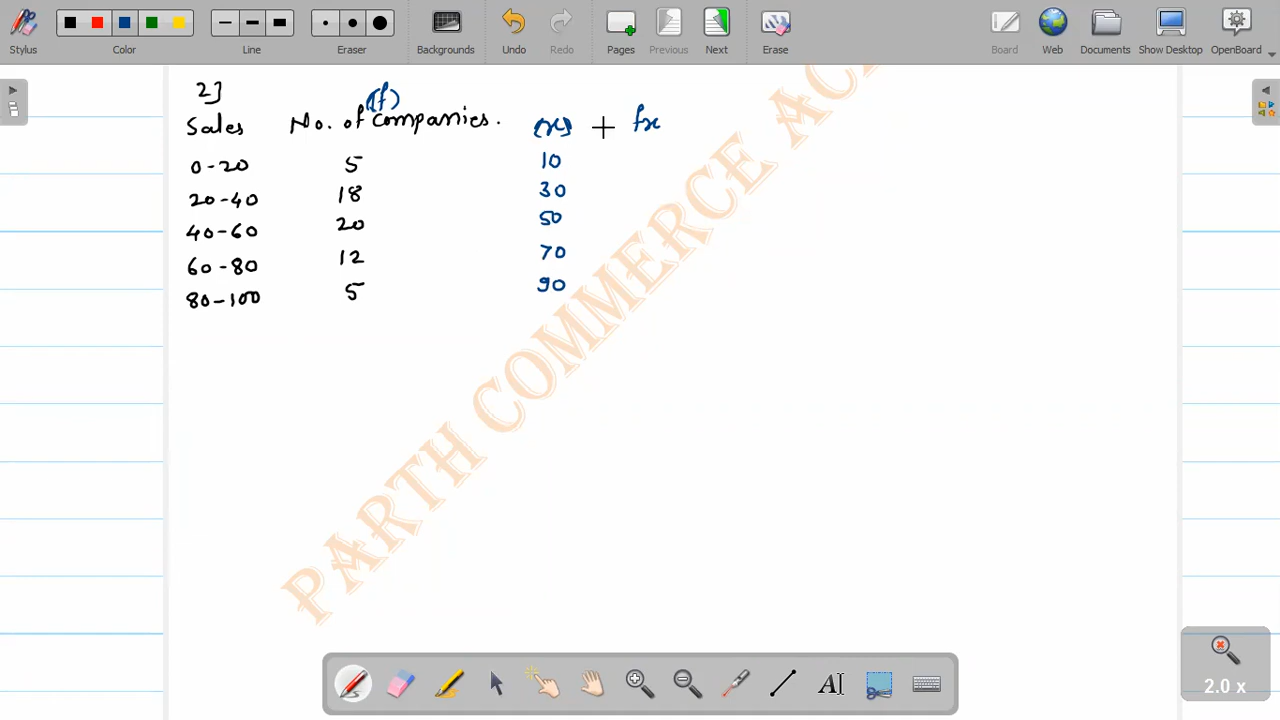 Stylus Color Line Eraser Backgrounds Undo Redo Pages Previous Next Erase Board Web Documents Show Desktop OpenBoard
2]
(f)
Sales No. of companies. (x) fx
0-20 5 10
20-40 18 30
40-60 20 50
60-80 12 70
80-100 5 90
PARTH COMMERCE AC
2.0 x